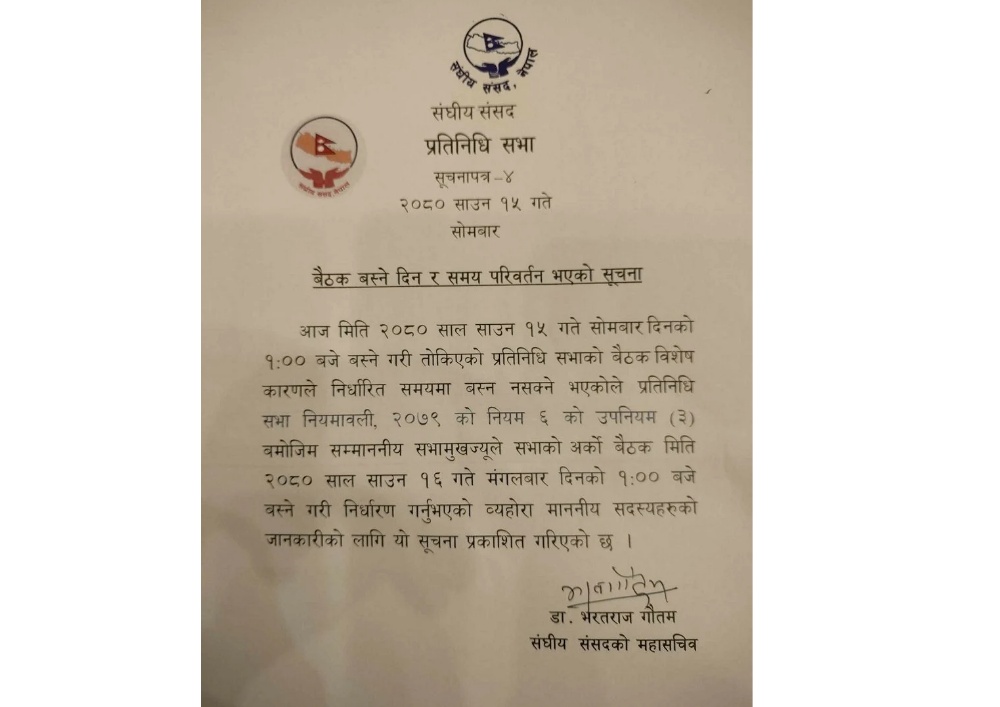 संघीय संसद, नेपाल
संघीय संसद
प्रतिनिधि सभा
संघीय संसद नेपाल
सूचनापत्र-४
२०८० साउन १५ गते
सोमबार
बैठक बस्ने दिन र समय परिवर्तन भएको सूचना
आज मिति २०८० साल साउन १५ गते सोमबार दिनको
१:०० बजे बस्ने गरी तोकिएको प्रतिनिधि सभाको बैठक विशेष
कारणले निर्धारित समयमा बस्न नसक्ने भएकोले प्रतिनिधि
सभा नियमावली, २०७९ को नियम ६ को उपनियम (३)
बमोजिम सम्माननीय सभामुखज्यूले सभाको अर्को बैठक मिति
२०८० साल साउन १६ गते मंगलबार दिनको १:०० बजे
बस्ने गरी निर्धारण गर्नुभएको व्यहोरा माननीय सदस्यहरुको
जानकारीको लागि यो सूचना प्रकाशित गरिएको छ ।
डा. भरतराज गौतम
संघीय संसदको महासचिव